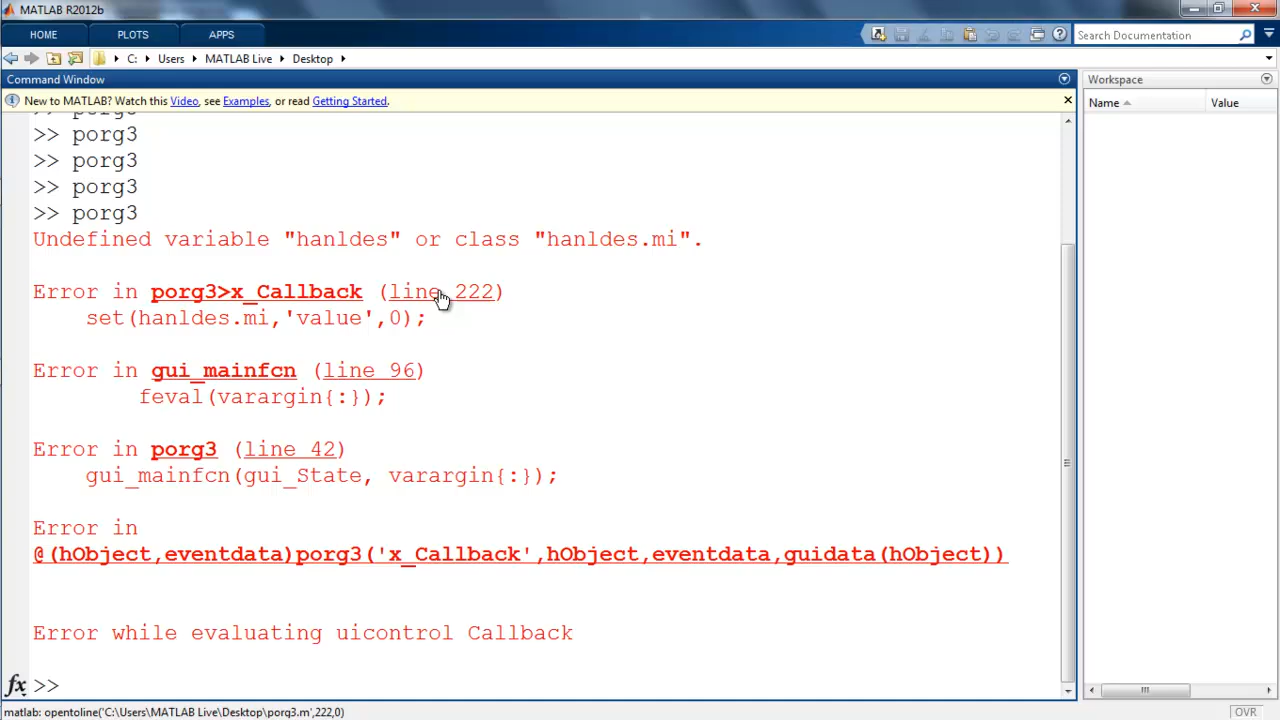 MATLAB R2012b
HOME PLOTS APPS Search Documentation
C: Users MATLAB Live Desktop
Command Window
Workspace
New to MATLAB? Watch this Video, see Examples, or read Getting Started.
Name Value
>> porg3
>> porg3
>> porg3
>> porg3
>> porg3
Undefined variable "hanldes" or class "hanldes.mi".
Error in porg3>x_Callback (line 222)
set(hanldes.mi,'value',0);
Error in gui_mainfcn (line 96)
feval(varargin{:});
Error in porg3 (line 42)
gui_mainfcn(gui_State, varargin{:});
Error in
@(hObject,eventdata)porg3('x_Callback',hObject,eventdata,guidata(hObject))
Error while evaluating uicontrol Callback
fx >>
matlab: opentoline('C:\Users\MATLAB Live\Desktop\porg3.m',222,0)
OVR